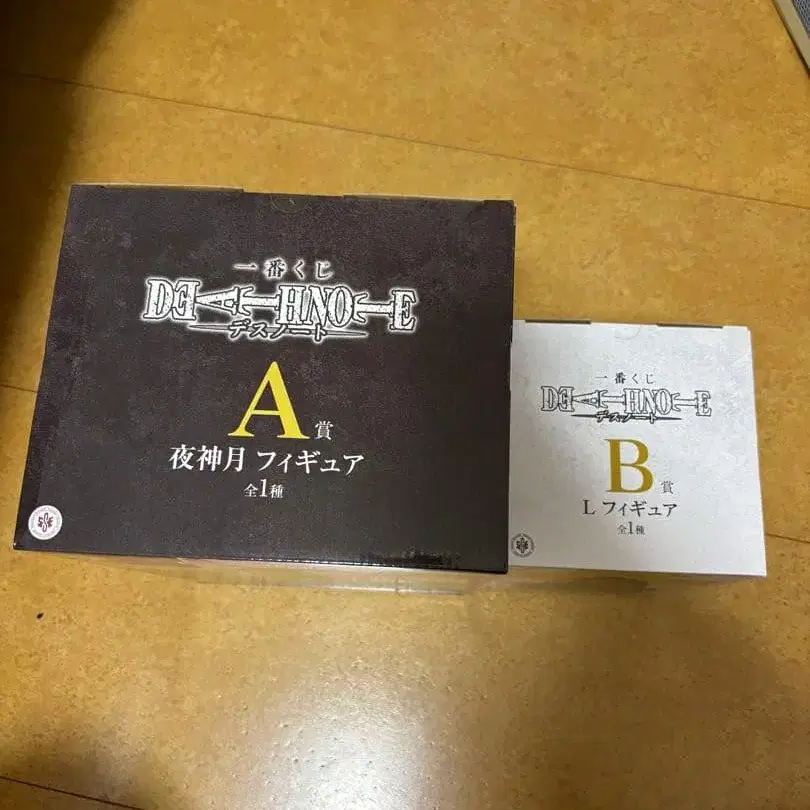 一番くじ
DEATH NOTE
デスノート
A賞
夜神月 フィギュア
全1種
一番くじ
DEATH NOTE
デスノート
B賞
L フィギュア
全1種